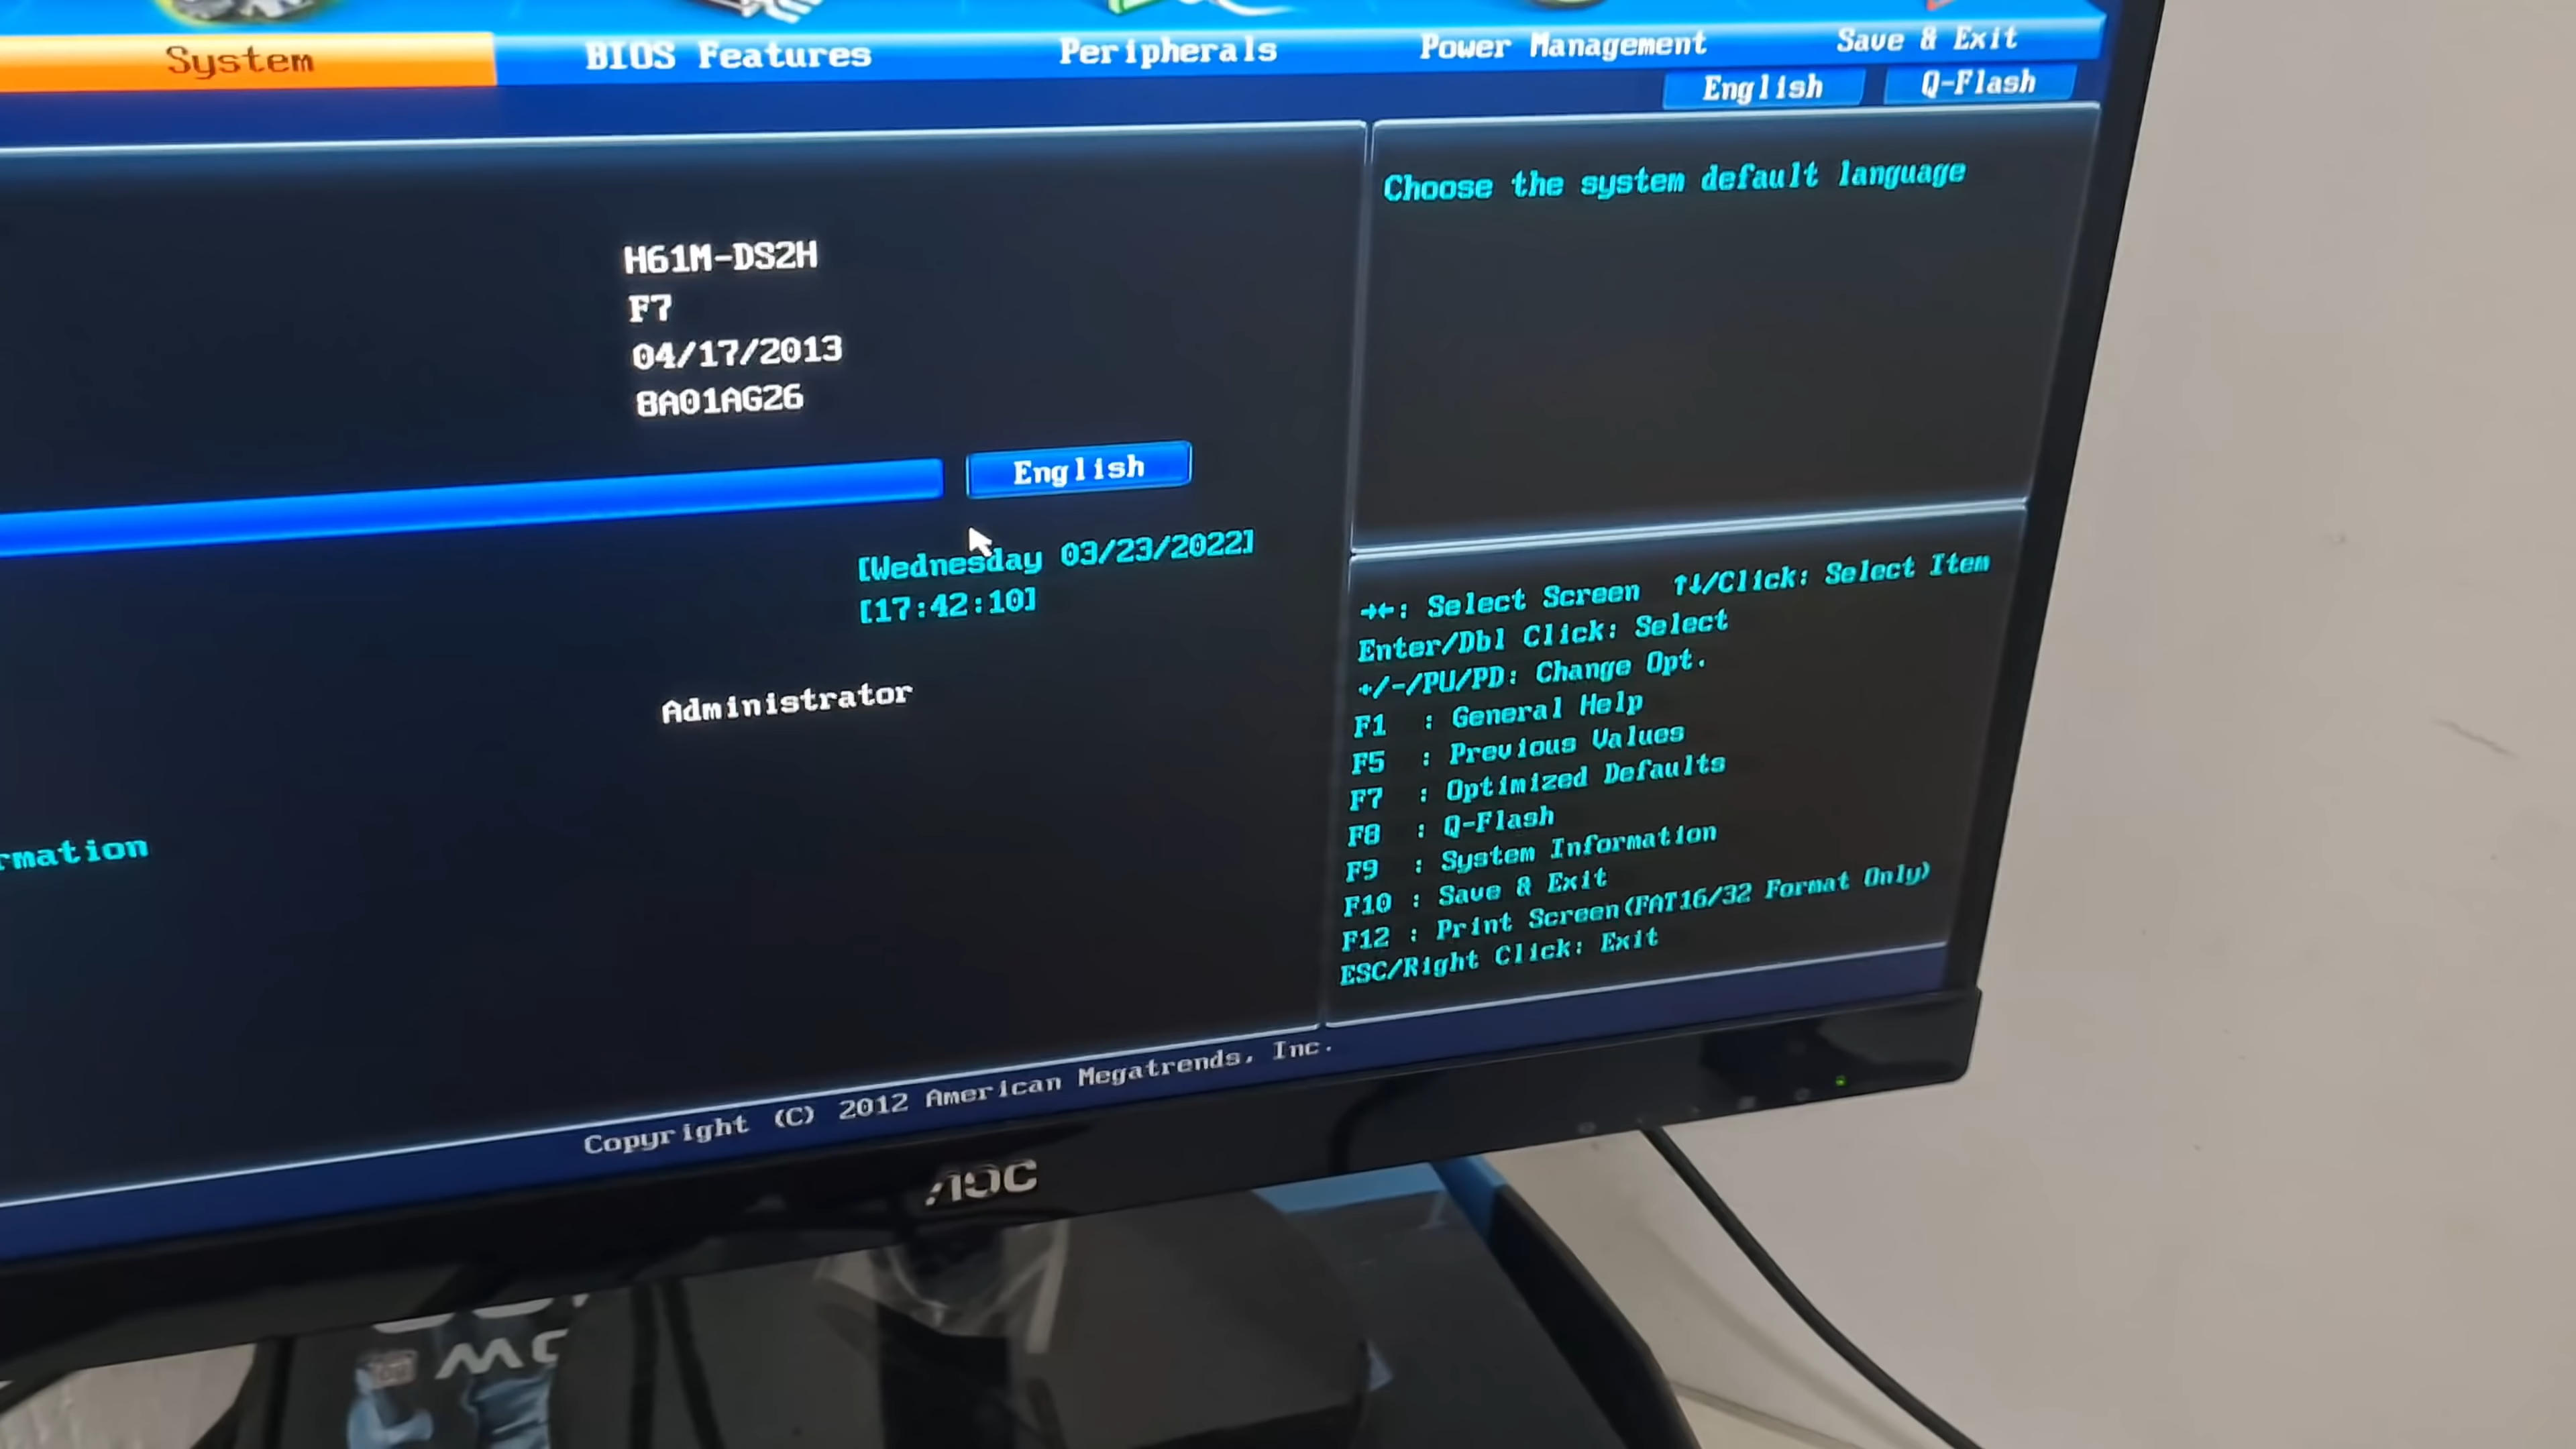 System BIOS Features Peripherals Power Management Save & Exit
English Q-Flash
Choose the system default language
H61M-DS2H
F7
04/17/2013
8A01AG26
English
[Wednesday 03/23/2022]
[17:42:10]
Administrator
rmation
→←: Select Screen ↑↓/Click: Select Item
Enter/Dbl Click: Select
+/-/PU/PD: Change Opt.
F1 : General Help
F5 : Previous Values
F7 : Optimized Defaults
F8 : Q-Flash
F9 : System Information
F10 : Save & Exit
F12 : Print Screen(FAT16/32 Format Only)
ESC/Right Click: Exit
Copyright (C) 2012 American Megatrends, Inc.
AOC